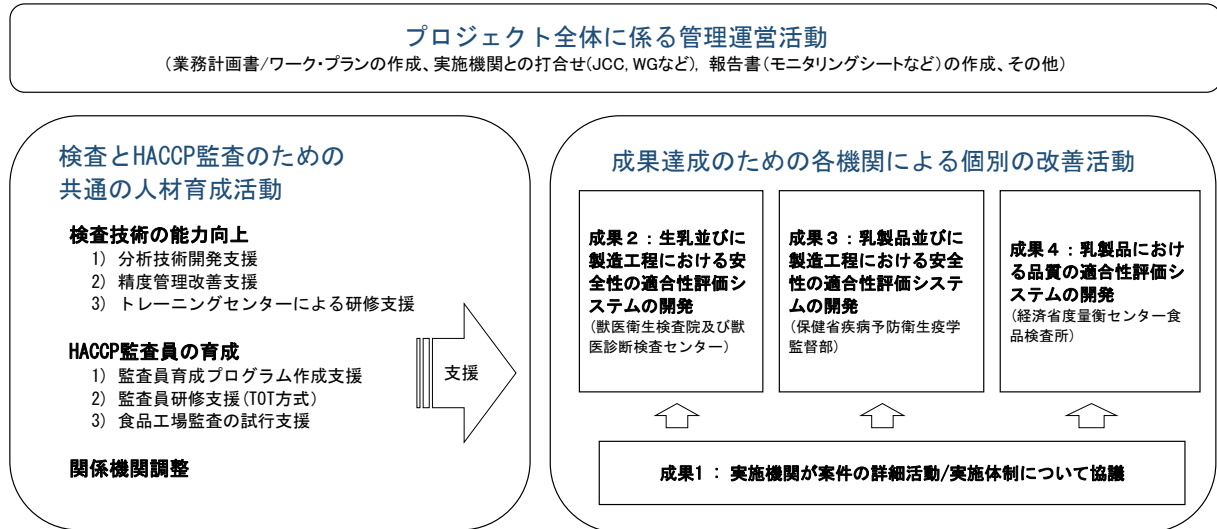 プロジェクト全体に係る管理運営活動
(業務計画書/ワーク・プランの作成、実施機関との打合せ(JCC, WGなど), 報告書(モニタリングシートなど)の作成、その他)
検査とHACCP監査のための
共通の人材育成活動
検査技術の能力向上
1) 分析技術開発支援
2) 精度管理改善支援
3) トレーニングセンターによる研修支援
HACCP監査員の育成
1) 監査員育成プログラム作成支援
2) 監査員研修支援(TOT方式)
3) 食品工場監査の試行支援
関係機関調整
支援
成果達成のための各機関による個別の改善活動
成果2：生乳並びに
製造工程における安
全性の適合性評価シ
ステムの開発
(獣医衛生検査院及び獣
医診断検査センター)
成果3：乳製品並びに
製造工程における安全
性の適合性評価システ
ムの開発
(保健省疾病予防衛生疫学
監督部)
成果4：乳製品におけ
る品質の適合性評価シ
ステムの開発
(経済省度量衡センター食
品検査所)
成果1 : 実施機関が案件の詳細活動/実施体制について協議